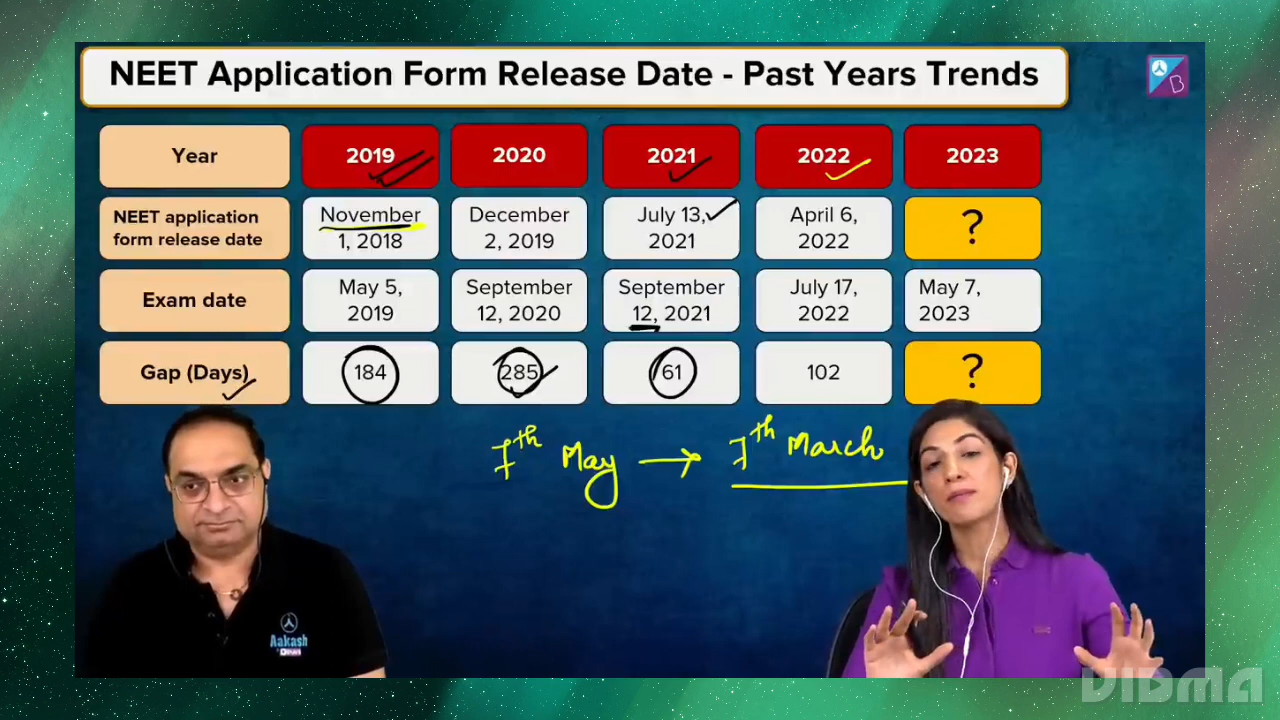 NEET Application Form Release Date - Past Years Trends
B
Year
2019
2020
2021
2022
2023
NEET application
form release date
November
1, 2018
December
2, 2019
July 13,
2021
April 6,
2022
?
Exam date
May 5,
2019
September
12, 2020
September
12, 2021
July 17,
2022
May 7,
2023
Gap (Days)
184
285
61
102
?
7th May → 7th March
Aakash
VIDMA